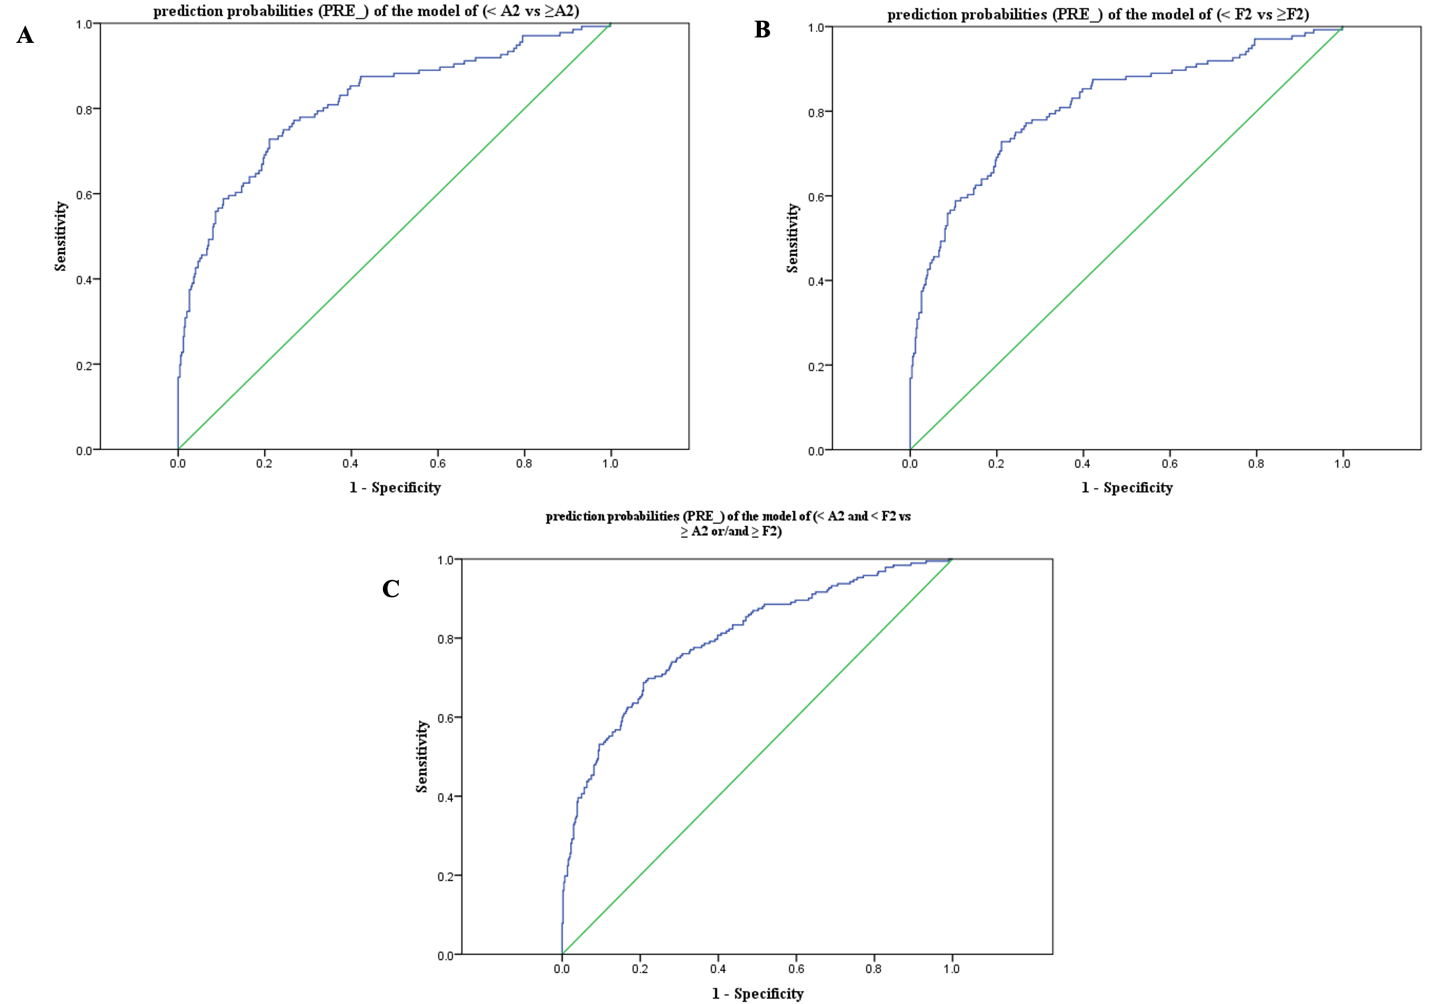 A
prediction probabilities (PRE_) of the model of (< A2 vs ≥A2)
1.0
0.8
0.6
0.4
0.2
0.0
Sensitivity
0.0 0.2 0.4 0.6 0.8 1.0
1 - Specificity
B
prediction probabilities (PRE_) of the model of (< F2 vs ≥F2)
1.0
0.8
0.6
0.4
0.2
0.0
Sensitivity
0.0 0.2 0.4 0.6 0.8 1.0
1 - Specificity
C
prediction probabilities (PRE_) of the model of (< A2 and < F2 vs
≥ A2 or/and ≥ F2)
1.0
0.8
0.6
0.4
0.2
0.0
Sensitivity
0.0 0.2 0.4 0.6 0.8 1.0
1 - Specificity